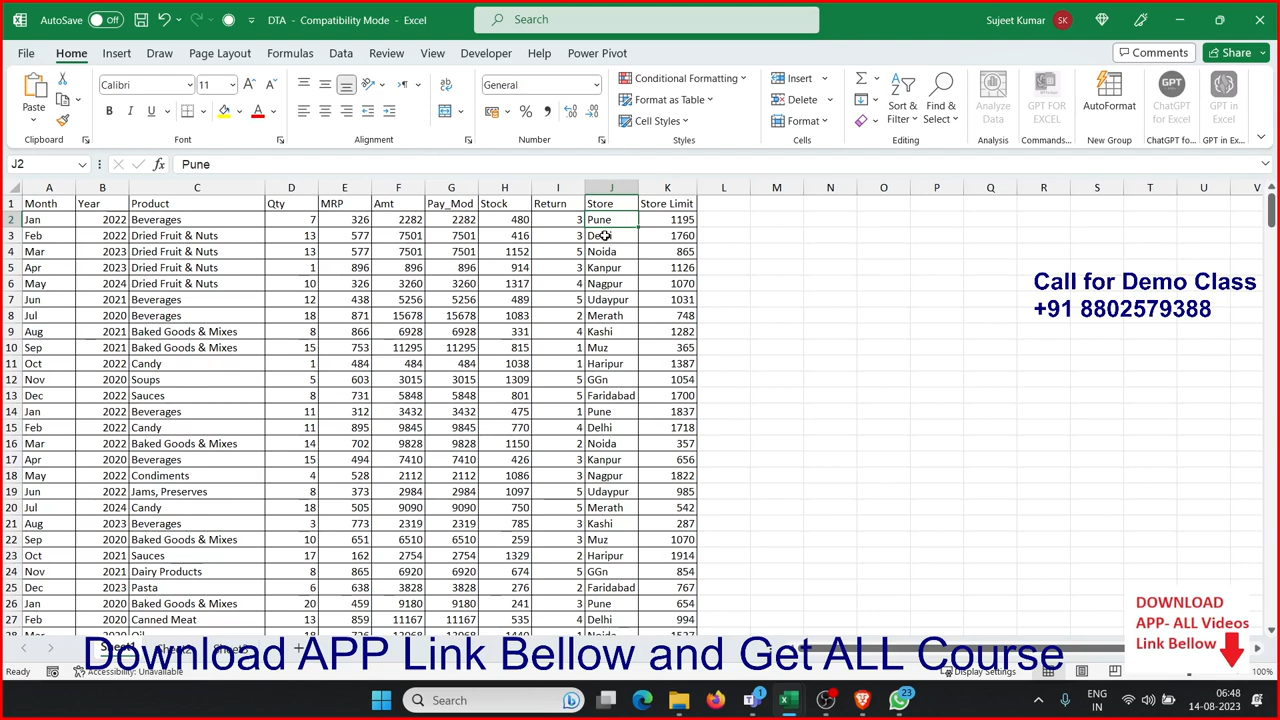 AutoSave Off DTA - Compatibility Mode - Excel Search Sujeet Kumar SK
File Home Insert Draw Page Layout Formulas Data Review View Developer Help Power Pivot Comments Share
Paste Calibri 11 General Conditional Formatting Format as Table Cell Styles Insert Delete Format Sort & Filter Find & Select Analyze Data GPT FOR EXCEL AutoFormat ChatGPT for Excel GPT in Excel
Clipboard Font Alignment Number Styles Cells Editing Analysis Commands... New Group ChatGPT for E... GPT in Ex...
J2 fx Pune
A B C D E F G H I J K L M N O P Q R S T U V
1 Month Year Product Qty MRP Amt Pay_Mod Stock Return Store Store Limit
2 Jan 2022 Beverages 7 326 2282 2282 480 3 Pune 1195
3 Feb 2022 Dried Fruit & Nuts 13 577 7501 7501 416 3 Delhi 1760
4 Mar 2023 Dried Fruit & Nuts 13 577 7501 7501 1152 5 Noida 865
5 Apr 2023 Dried Fruit & Nuts 1 896 896 896 914 3 Kanpur 1126
6 May 2024 Dried Fruit & Nuts 10 326 3260 3260 1317 4 Nagpur 1070
7 Jun 2021 Beverages 12 438 5256 5256 489 5 Udaypur 1031
8 Jul 2020 Beverages 18 871 15678 15678 1083 2 Merath 748
9 Aug 2021 Baked Goods & Mixes 8 866 6928 6928 331 4 Kashi 1282
10 Sep 2021 Baked Goods & Mixes 15 753 11295 11295 815 1 Muz 365
11 Oct 2022 Candy 1 484 484 484 1038 1 Haripur 1387
12 Nov 2020 Soups 5 603 3015 3015 1309 5 GGn 1054
13 Dec 2022 Sauces 8 731 5848 5848 801 5 Faridabad 1700
14 Jan 2022 Beverages 11 312 3432 3432 475 1 Pune 1837
15 Feb 2022 Candy 11 895 9845 9845 770 4 Delhi 1718
16 Mar 2020 Baked Goods & Mixes 14 702 9828 9828 1150 2 Noida 357
17 Apr 2020 Baked Goods & Mixes 15 494 7410 7410 426 3 Kanpur 656
18 May 2022 Condiments 4 528 2112 2112 1086 3 Nagpur 1822
19 Jun 2022 Jams, Preserves 8 373 2984 2984 1097 5 Udaypur 985
20 Jul 2024 Candy 18 505 9090 9090 750 5 Merath 542
21 Aug 2023 Beverages 3 773 2319 2319 785 3 Kashi 287
22 Sep 2020 Baked Goods & Mixes 10 651 6510 6510 259 3 Muz 1070
23 Oct 2021 Sauces 17 162 2754 2754 1329 2 Haripur 1914
24 Nov 2021 Dairy Products 8 865 6920 6920 674 5 GGn 854
25 Dec 2023 Pasta 6 638 3828 3828 276 2 Faridabad 767
26 Jan 2020 Baked Goods & Mixes 20 459 9180 9180 241 3 Pune 654
27 Feb 2020 Canned Meat 13 859 11167 11167 535 4 Delhi 994
Call for Demo Class
+91 8802579388
DOWNLOAD
APP- ALL Videos
Link Bellow
Download APP Link Bellow and Get ALL Course
Ready Accessibility: Unavailable Display Settings 100%
Search 1 23 ENG IN 06:48 14-08-2023